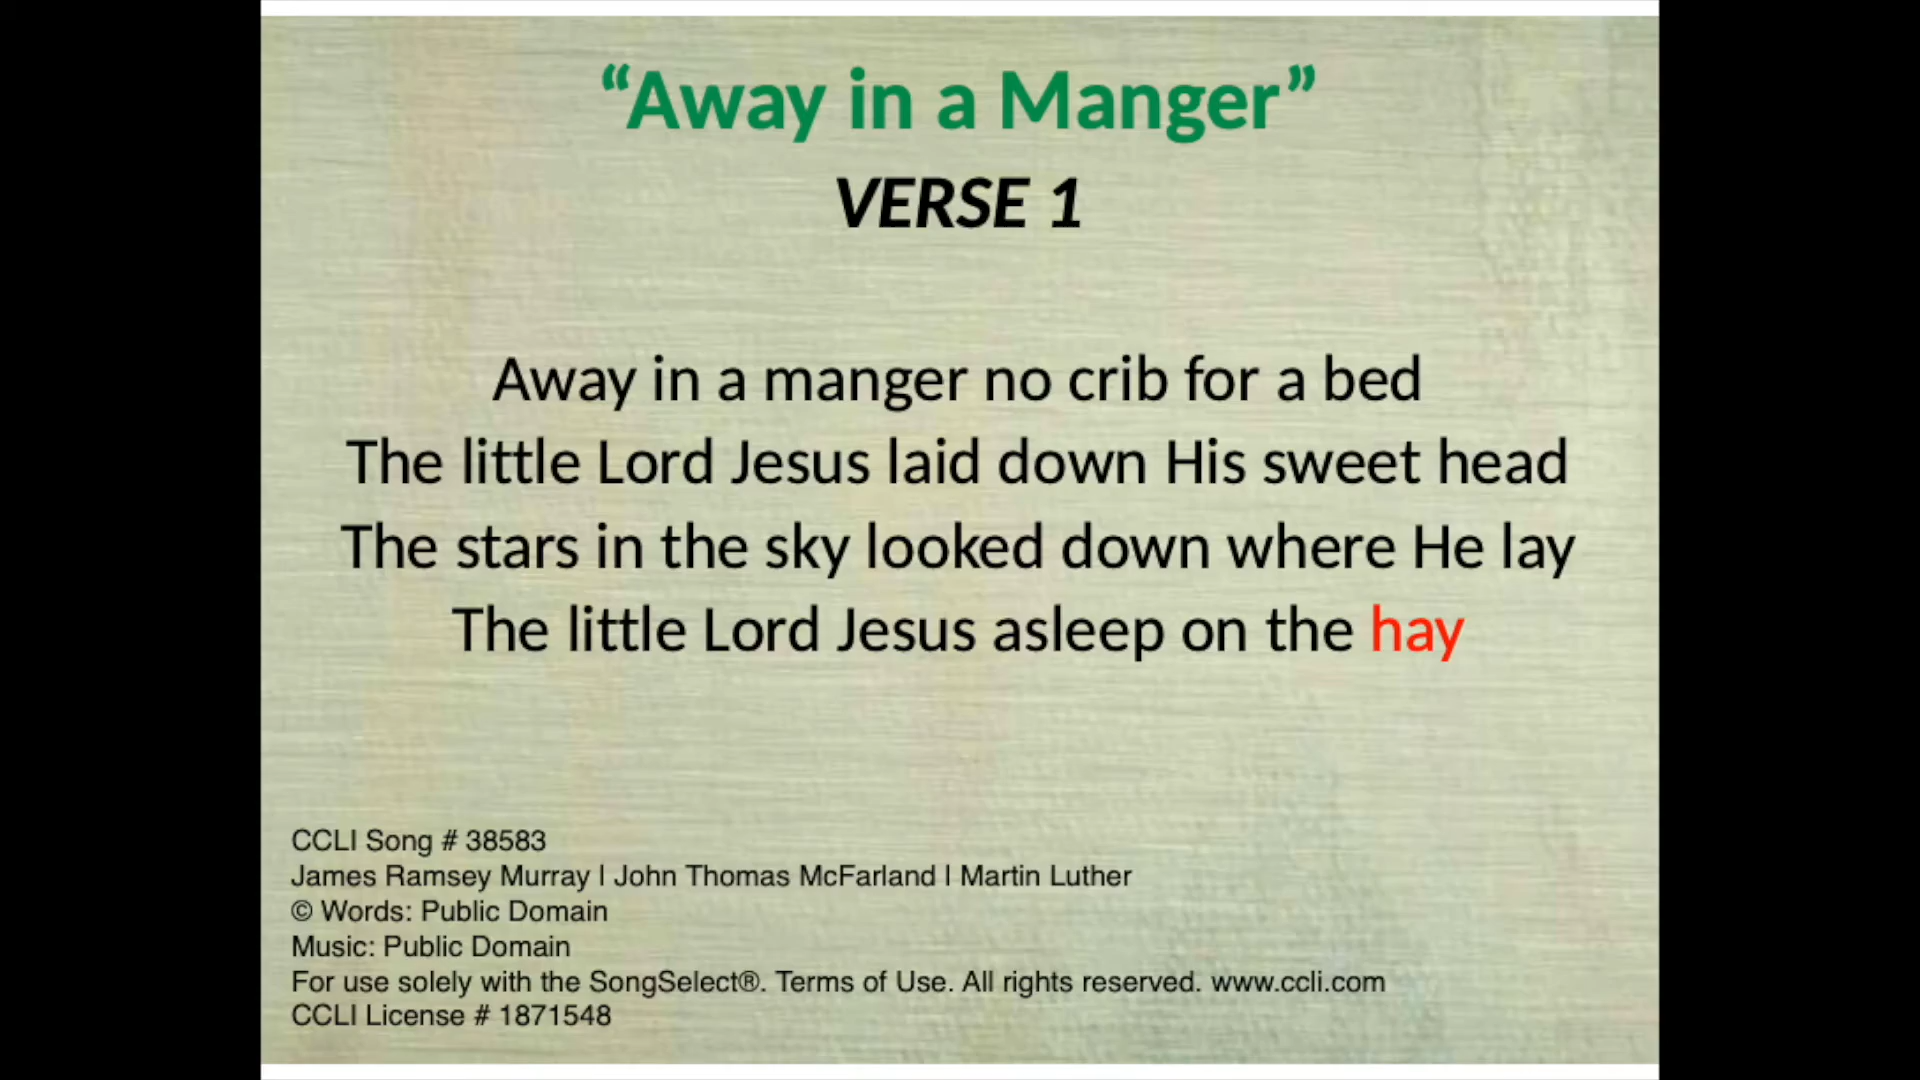 “Away in a Manger”
VERSE 1
Away in a manger no crib for a bed
The little Lord Jesus laid down His sweet head
The stars in the sky looked down where He lay
The little Lord Jesus asleep on the hay
CCLI Song # 38583
James Ramsey Murray | John Thomas McFarland | Martin Luther
© Words: Public Domain
Music: Public Domain
For use solely with the SongSelect®. Terms of Use. All rights reserved. www.ccli.com
CCLI License # 1871548